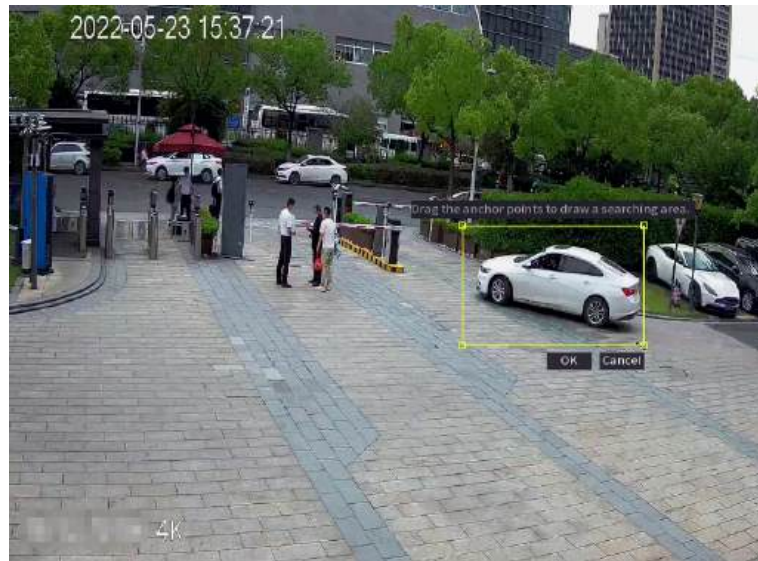 2022-05-23 15:37:21
Drag the anchor points to draw a searching area.
OK Cancel
4K